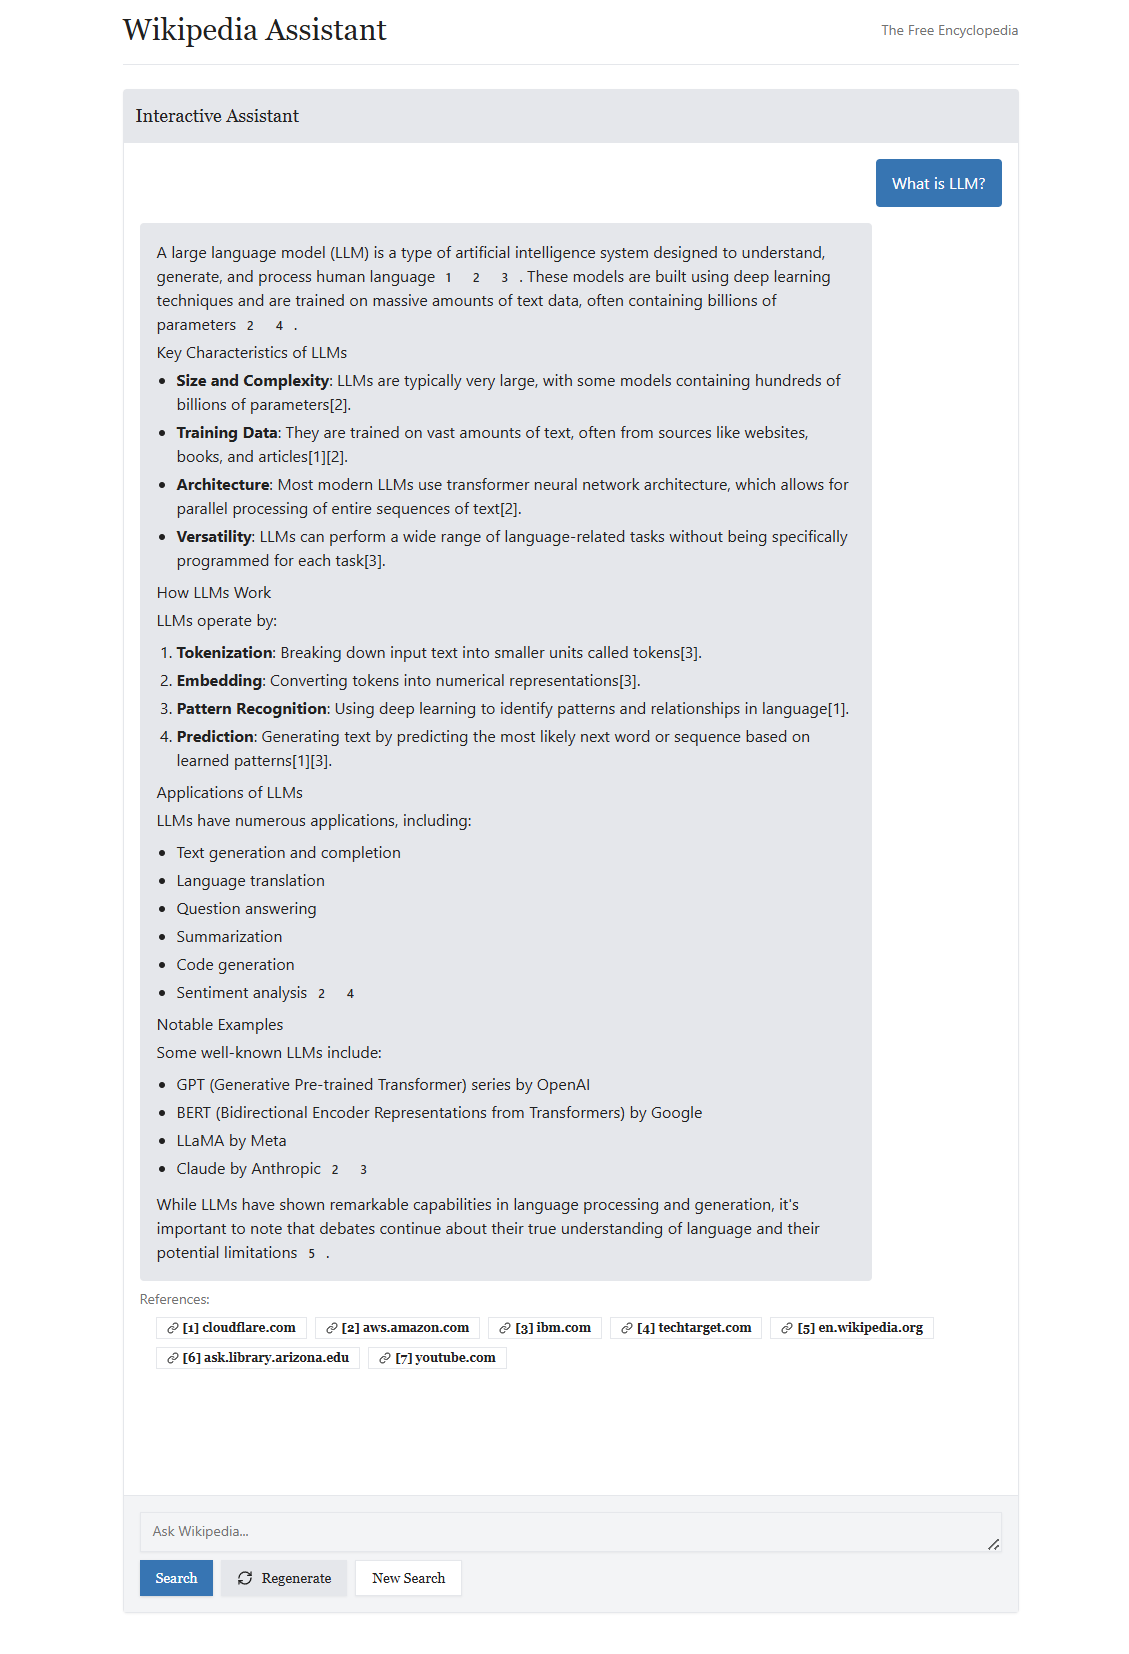 Wikipedia Assistant
The Free Encyclopedia
Interactive Assistant
What is LLM?
A large language model (LLM) is a type of artificial intelligence system designed to understand,
generate, and process human language 1 2 3 . These models are built using deep learning
techniques and are trained on massive amounts of text data, often containing billions of
parameters 2 4 .
Key Characteristics of LLMs
• Size and Complexity: LLMs are typically very large, with some models containing hundreds of
billions of parameters[2].
• Training Data: They are trained on vast amounts of text, often from sources like websites,
books, and articles[1][2].
• Architecture: Most modern LLMs use transformer neural network architecture, which allows for
parallel processing of entire sequences of text[2].
• Versatility: LLMs can perform a wide range of language-related tasks without being specifically
programmed for each task[3].
How LLMs Work
LLMs operate by:
1. Tokenization: Breaking down input text into smaller units called tokens[3].
2. Embedding: Converting tokens into numerical representations[3].
3. Pattern Recognition: Using deep learning to identify patterns and relationships in language[1].
4. Prediction: Generating text by predicting the most likely next word or sequence based on
learned patterns[1][3].
Applications of LLMs
LLMs have numerous applications, including:
• Text generation and completion
• Language translation
• Question answering
• Summarization
• Code generation
• Sentiment analysis 2 4
Notable Examples
Some well-known LLMs include:
• GPT (Generative Pre-trained Transformer) series by OpenAI
• BERT (Bidirectional Encoder Representations from Transformers) by Google
• LLaMA by Meta
• Claude by Anthropic 2 3
While LLMs have shown remarkable capabilities in language processing and generation, it's
important to note that debates continue about their true understanding of language and their
potential limitations 5 .
References:
[1] cloudflare.com [2] aws.amazon.com [3] ibm.com [4] techtarget.com [5] en.wikipedia.org
[6] ask.library.arizona.edu [7] youtube.com
Ask Wikipedia...
Search Regenerate New Search